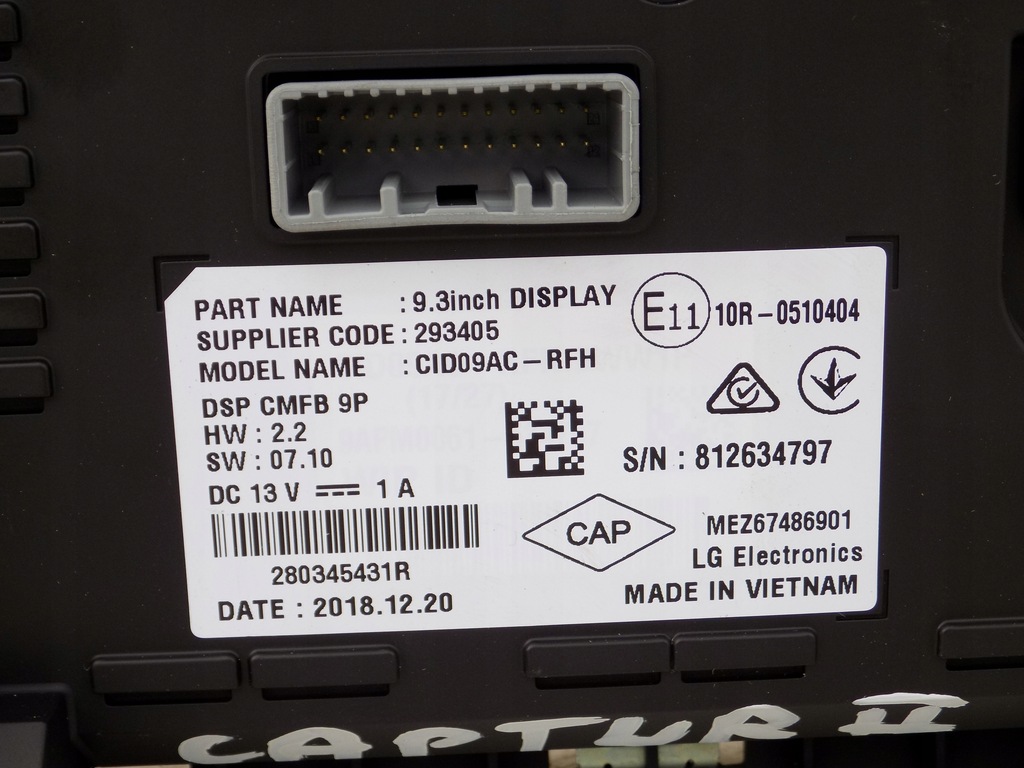 PART NAME : 9.3inch DISPLAY
SUPPLIER CODE : 293405
MODEL NAME : CID09AC-RFH
E11 10R-0510404
DSP CMFB 9P
HW : 2.2
SW : 07.10
DC 13 V 1 A
S/N : 812634797
280345431R
DATE : 2018.12.20
CAP
MEZ67486901
LG Electronics
MADE IN VIETNAM
CAPTUR II